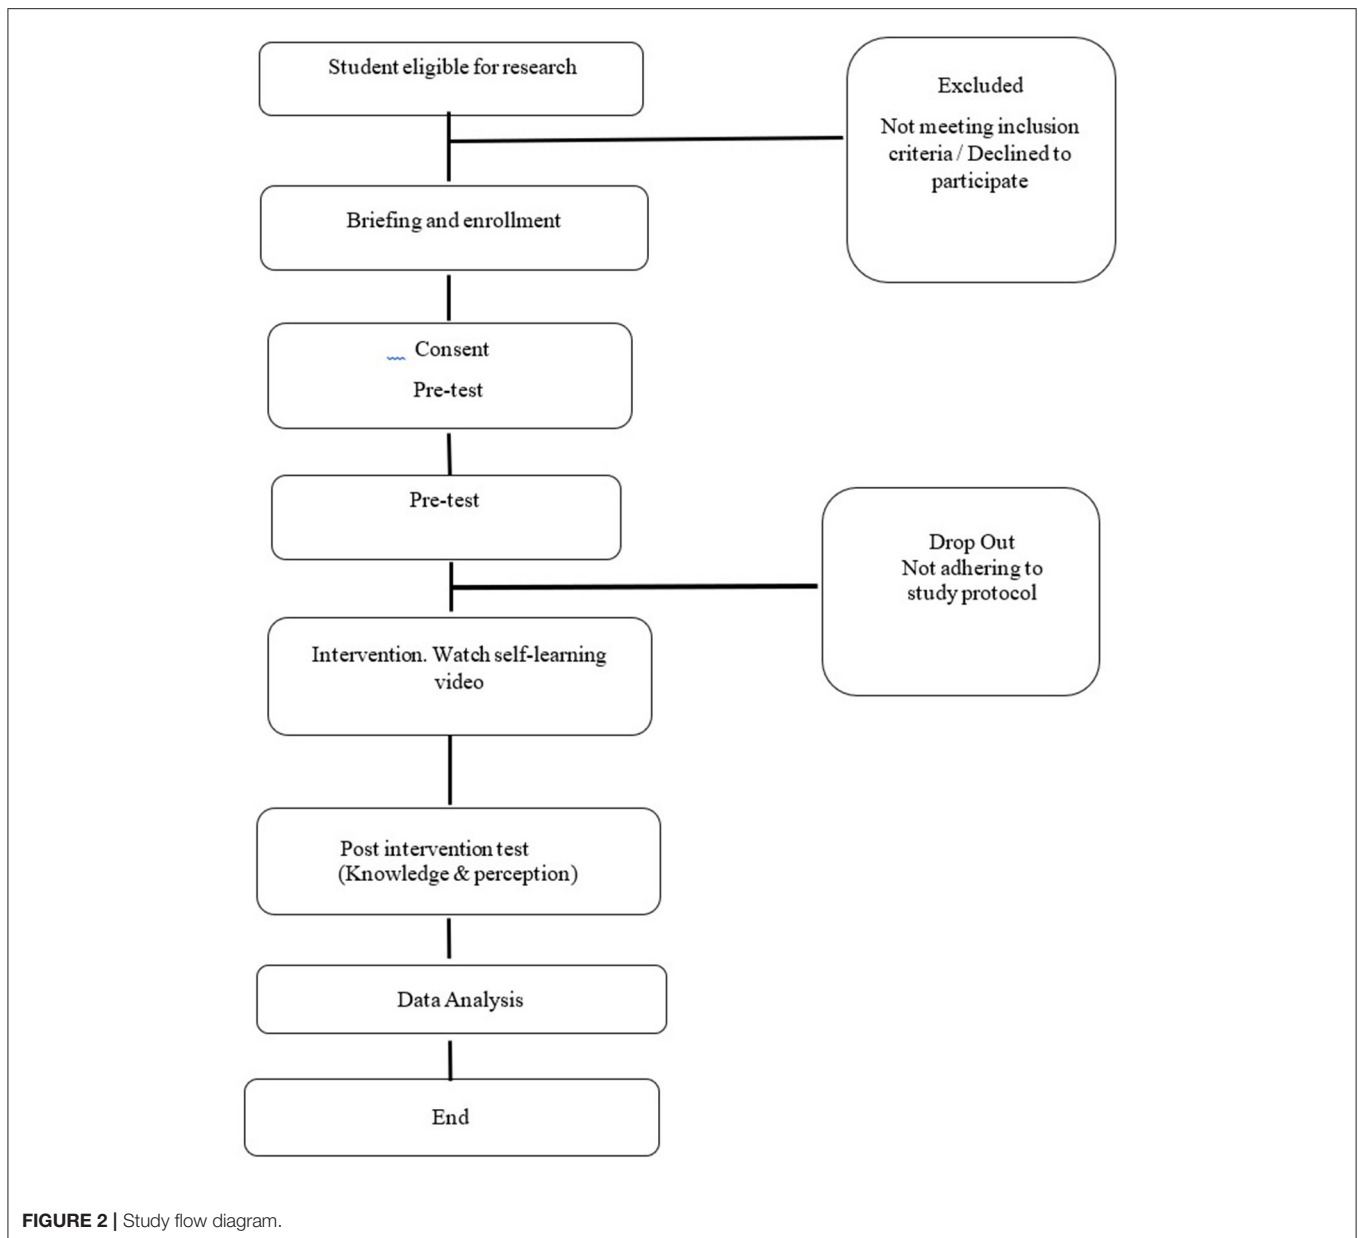 Student eligible for research
Excluded
Not meeting inclusion
criteria / Declined to
participate
Briefing and enrollment
Consent
Pre-test
Pre-test
Drop Out
Not adhering to
study protocol
Intervention. Watch self-learning
video
Post intervention test
(Knowledge & perception)
Data Analysis
End
FIGURE 2 | Study flow diagram.